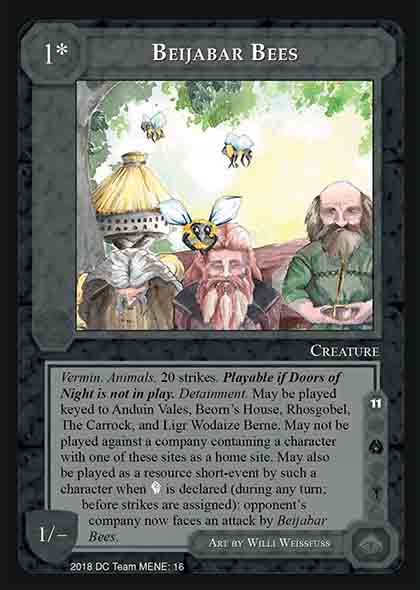 1*
BEIJABAR BEES
CREATURE
Vermin. Animals. 20 strikes. Playable if Doors of
Night is not in play. Detainment. May be played
keyed to Anduin Vales, Beorn's House, Rhosgobel,
The Carrock, and Ligr Wodaize Berne. May not be
played against a company containing a character
with one of these sites as a home site. May also
be played as a resource short-event by such a
character when is declared (during any turn;
before strikes are assigned): opponent's
company now faces an attack by Beijabar
Bees.
11
1/–
ART BY WILLI WEISSFUSS
2018 DC Team MENE: 16